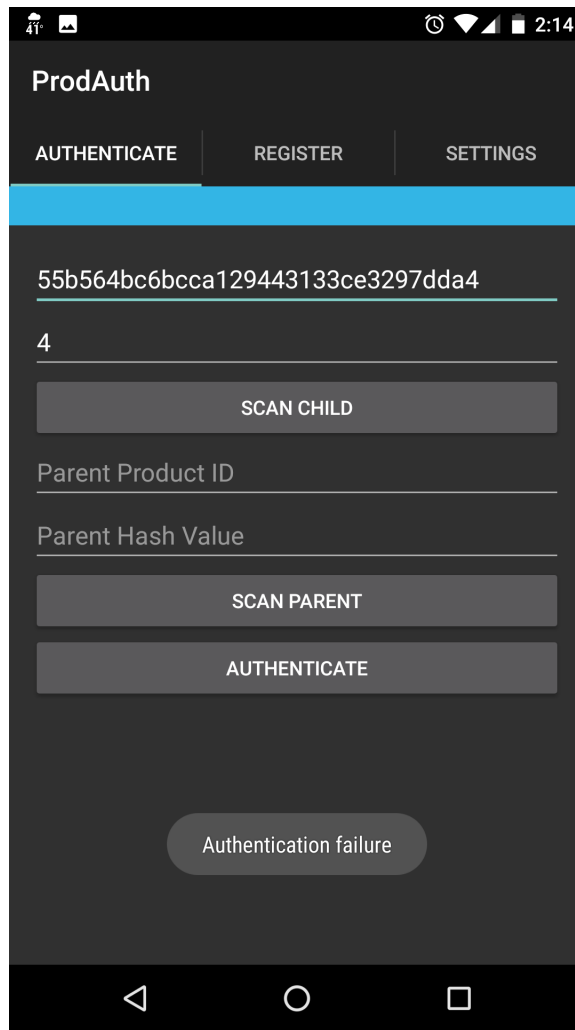 41°
2:14
ProdAuth
AUTHENTICATE REGISTER SETTINGS
55b564bc6bcca129443133ce3297dda4
4
SCAN CHILD
Parent Product ID
Parent Hash Value
SCAN PARENT
AUTHENTICATE
Authentication failure